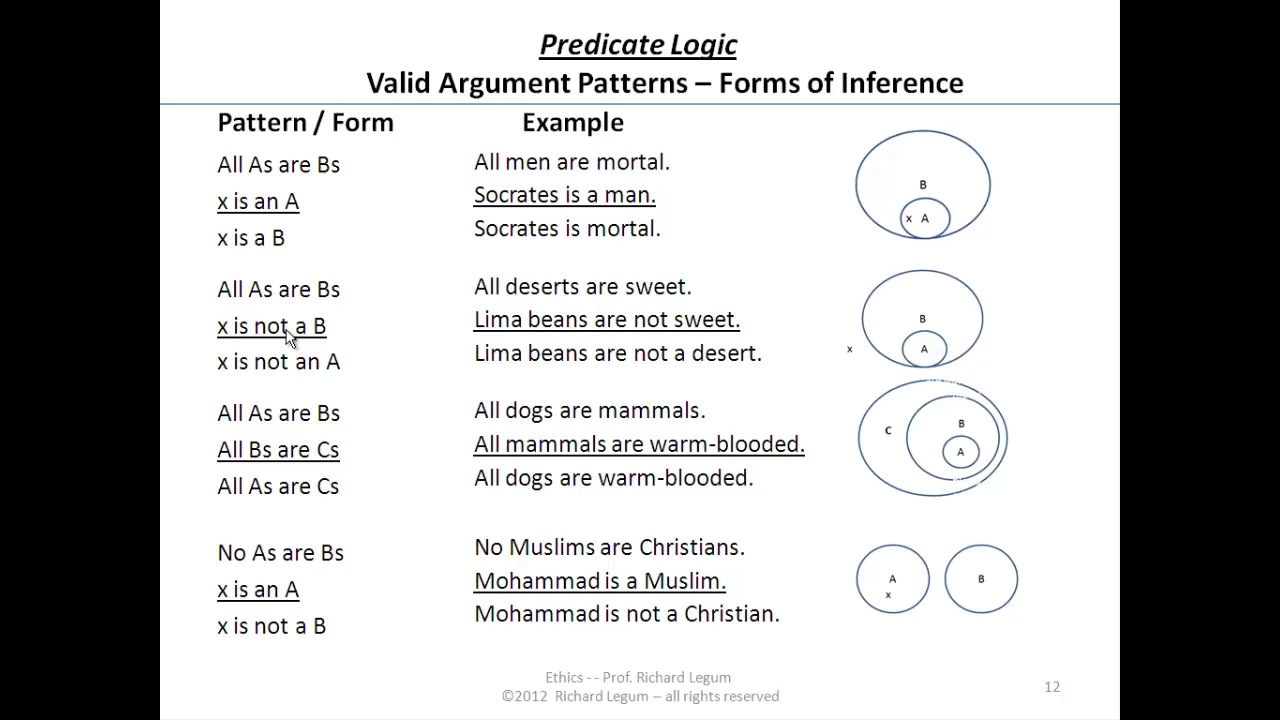 Predicate Logic
Valid Argument Patterns – Forms of Inference
Pattern / Form
Example
All As are Bs
x is an A
x is a B
All men are mortal.
Socrates is a man.
Socrates is mortal.
B
x A
All As are Bs
x is not a B
x is not an A
All deserts are sweet.
Lima beans are not sweet.
Lima beans are not a desert.
B
A
x
All As are Bs
All Bs are Cs
All As are Cs
All dogs are mammals.
All mammals are warm-blooded.
All dogs are warm-blooded.
C
B
A
No As are Bs
x is an A
x is not a B
No Muslims are Christians.
Mohammad is a Muslim.
Mohammad is not a Christian.
A
x
B
Ethics - - Prof. Richard Legum
©2012 Richard Legum – all rights reserved
12